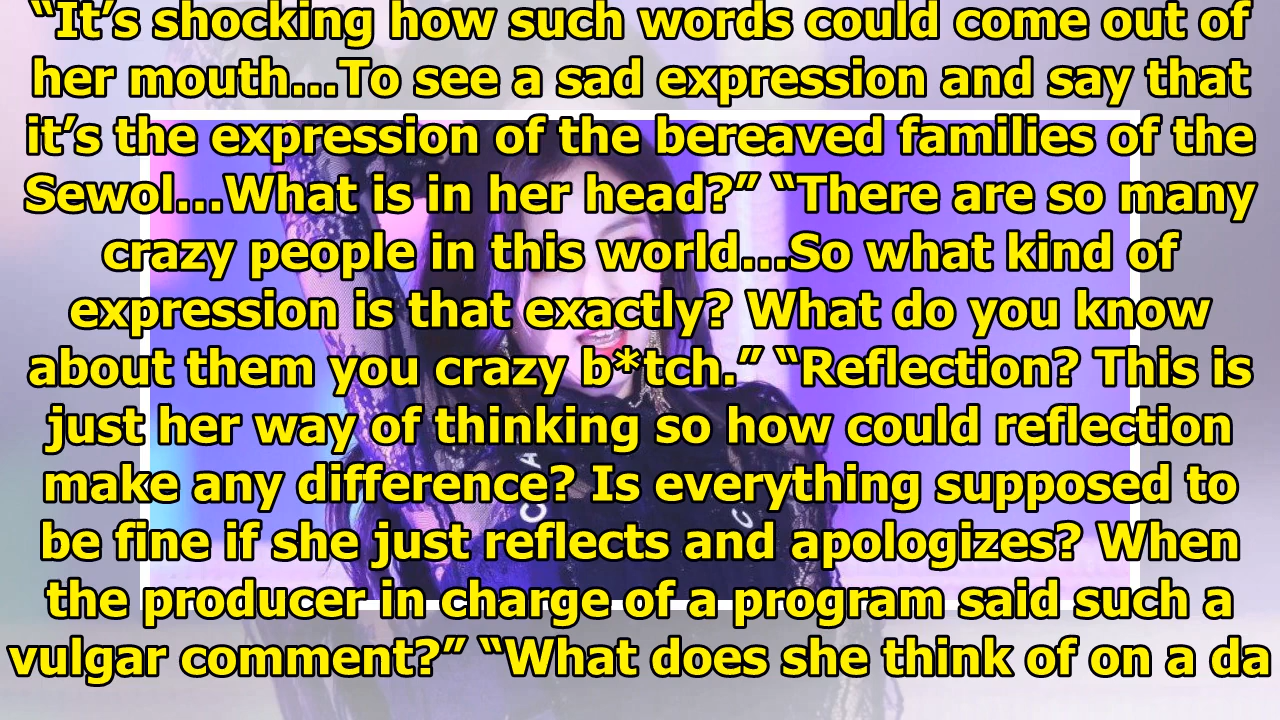 “It’s shocking how such words could come out of
her mouth…To see a sad expression and say that
it’s the expression of the bereaved families of the
Sewol…What is in her head?” “There are so many
crazy people in this world…So what kind of
expression is that exactly? What do you know
about them you crazy b*tch.” “Reflection? This is
just her way of thinking so how could reflection
make any difference? Is everything supposed to
be fine if she just reflects and apologizes? When
the producer in charge of a program said such a
vulgar comment?” “What does she think of on a da